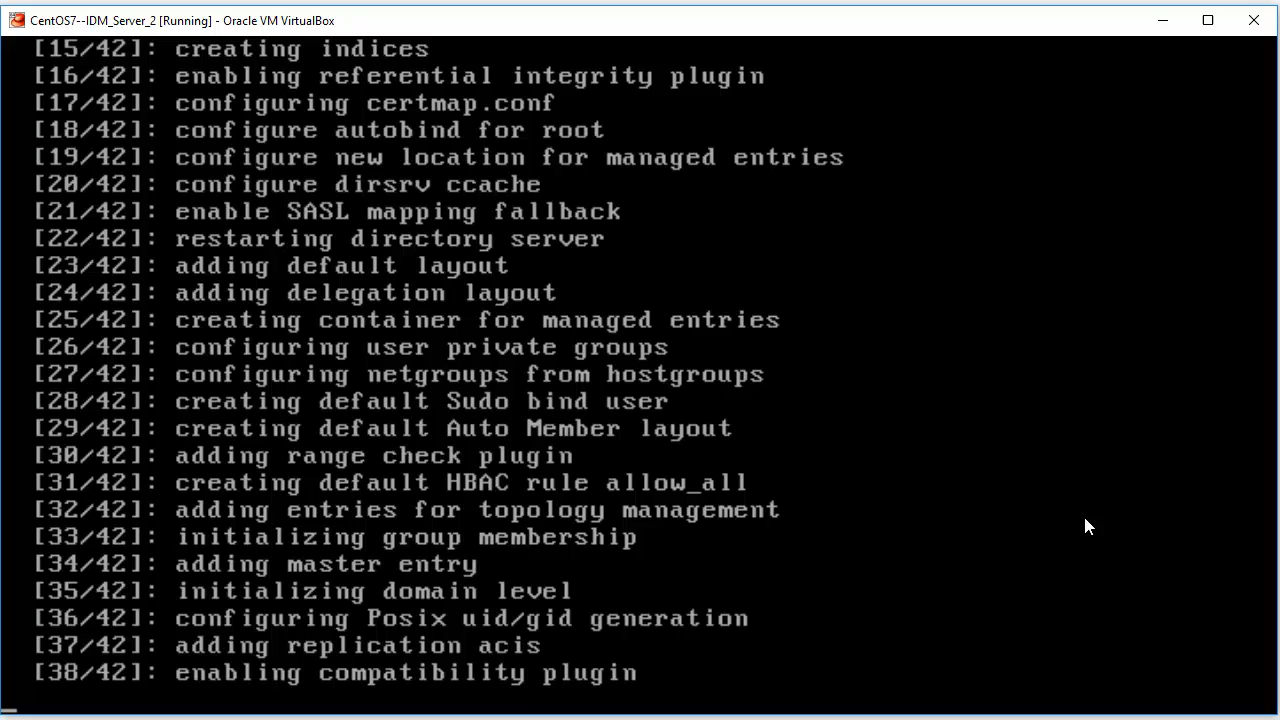 CentOS7--IDM_Server_2 [Running] - Oracle VM VirtualBox
[15/42]: creating indices
[16/42]: enabling referential integrity plugin
[17/42]: configuring certmap.conf
[18/42]: configure autobind for root
[19/42]: configure new location for managed entries
[20/42]: configure dirsrv ccache
[21/42]: enable SASL mapping fallback
[22/42]: restarting directory server
[23/42]: adding default layout
[24/42]: adding delegation layout
[25/42]: creating container for managed entries
[26/42]: configuring user private groups
[27/42]: configuring netgroups from hostgroups
[28/42]: creating default Sudo bind user
[29/42]: creating default Auto Member layout
[30/42]: adding range check plugin
[31/42]: creating default HBAC rule allow_all
[32/42]: adding entries for topology management
[33/42]: initializing group membership
[34/42]: adding master entry
[35/42]: initializing domain level
[36/42]: configuring Posix uid/gid generation
[37/42]: adding replication acis
[38/42]: enabling compatibility plugin